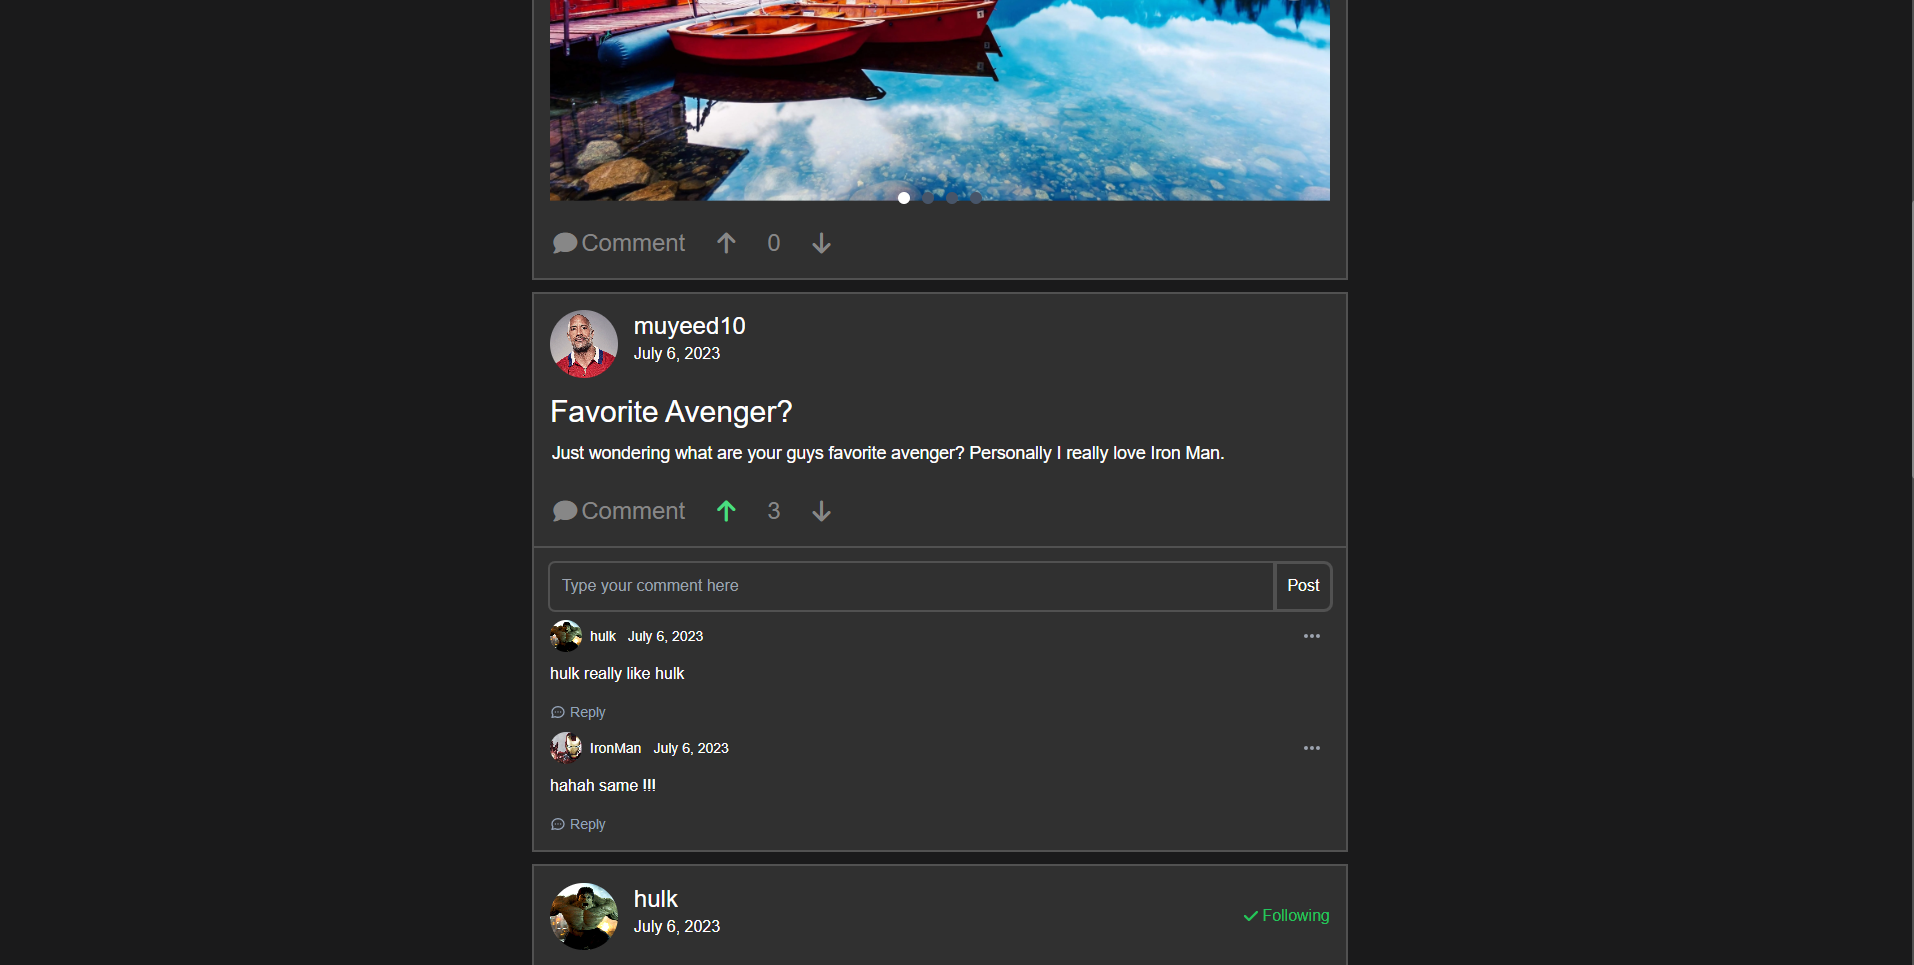 Comment 0
muyeed10
July 6, 2023
Favorite Avenger?
Just wondering what are your guys favorite avenger? Personally I really love Iron Man.
Comment 3
Type your comment here Post
hulk July 6, 2023
hulk really like hulk
Reply
IronMan July 6, 2023
hahah same !!!
Reply
hulk
July 6, 2023
Following